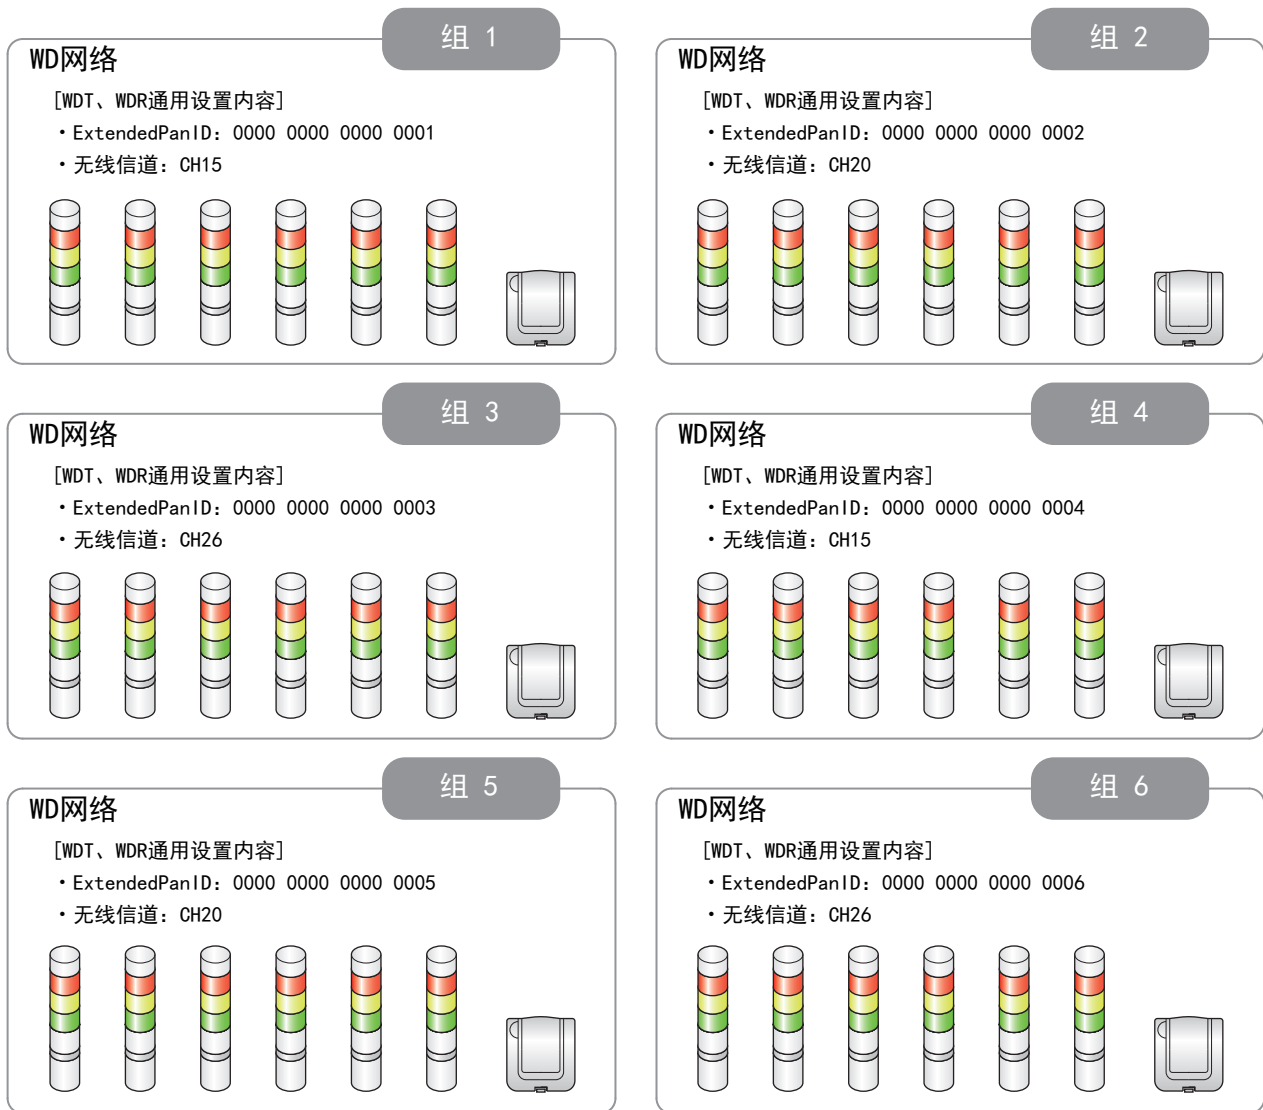 组 1
WD网络
[WDT、WDR通用设置内容]
・ExtendedPanID：0000 0000 0000 0001
・无线信道：CH15
组 2
WD网络
[WDT、WDR通用设置内容]
・ExtendedPanID：0000 0000 0000 0002
・无线信道：CH20
组 3
WD网络
[WDT、WDR通用设置内容]
・ExtendedPanID：0000 0000 0000 0003
・无线信道：CH26
组 4
WD网络
[WDT、WDR通用设置内容]
・ExtendedPanID：0000 0000 0000 0004
・无线信道：CH15
组 5
WD网络
[WDT、WDR通用设置内容]
・ExtendedPanID：0000 0000 0000 0005
・无线信道：CH20
组 6
WD网络
[WDT、WDR通用设置内容]
・ExtendedPanID：0000 0000 0000 0006
・无线信道：CH26